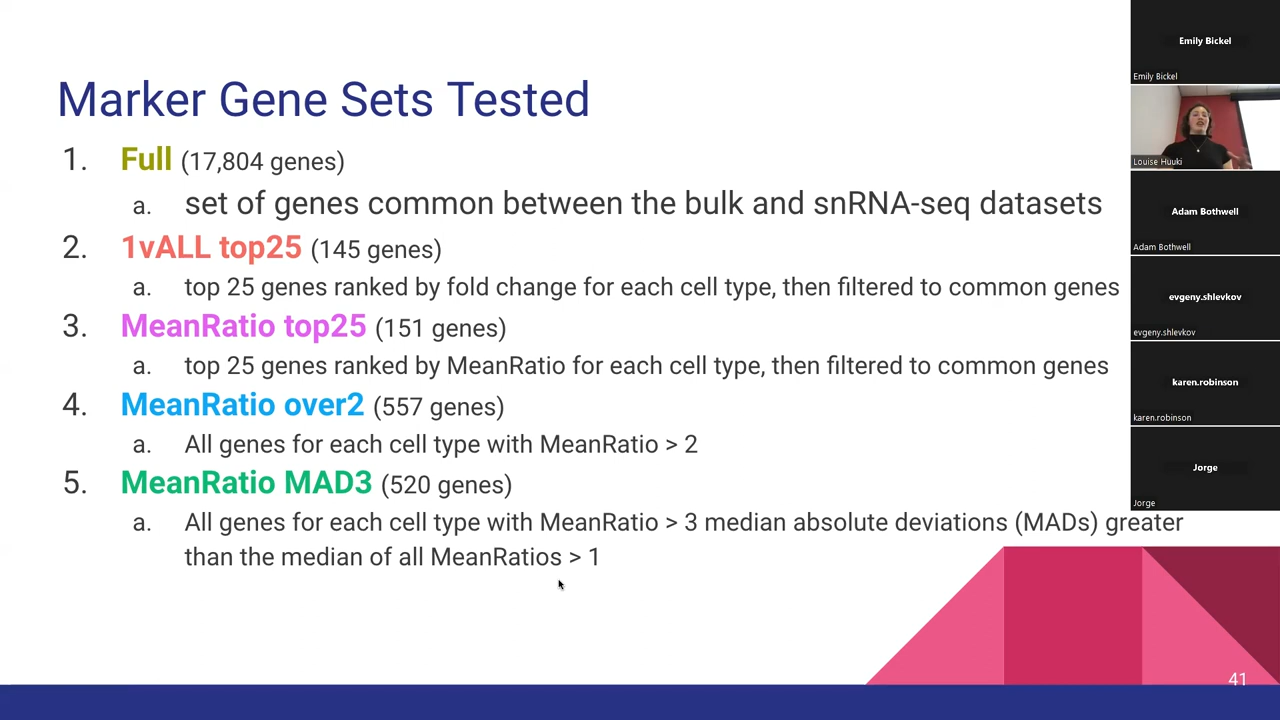 Marker Gene Sets Tested
1. Full (17,804 genes)
a. set of genes common between the bulk and snRNA-seq datasets
2. 1vALL top25 (145 genes)
a. top 25 genes ranked by fold change for each cell type, then filtered to common genes
3. MeanRatio top25 (151 genes)
a. top 25 genes ranked by MeanRatio for each cell type, then filtered to common genes
4. MeanRatio over2 (557 genes)
a. All genes for each cell type with MeanRatio > 2
5. MeanRatio MAD3 (520 genes)
a. All genes for each cell type with MeanRatio > 3 median absolute deviations (MADs) greater
than the median of all MeanRatios > 1
41
Emily Bickel
Emily Bickel
Louise Huuki
Adam Bothwell
Adam Bothwell
evgeny.shlevkov
evgeny.shlevkov
karen.robinson
karen.robinson
Jorge
Jorge